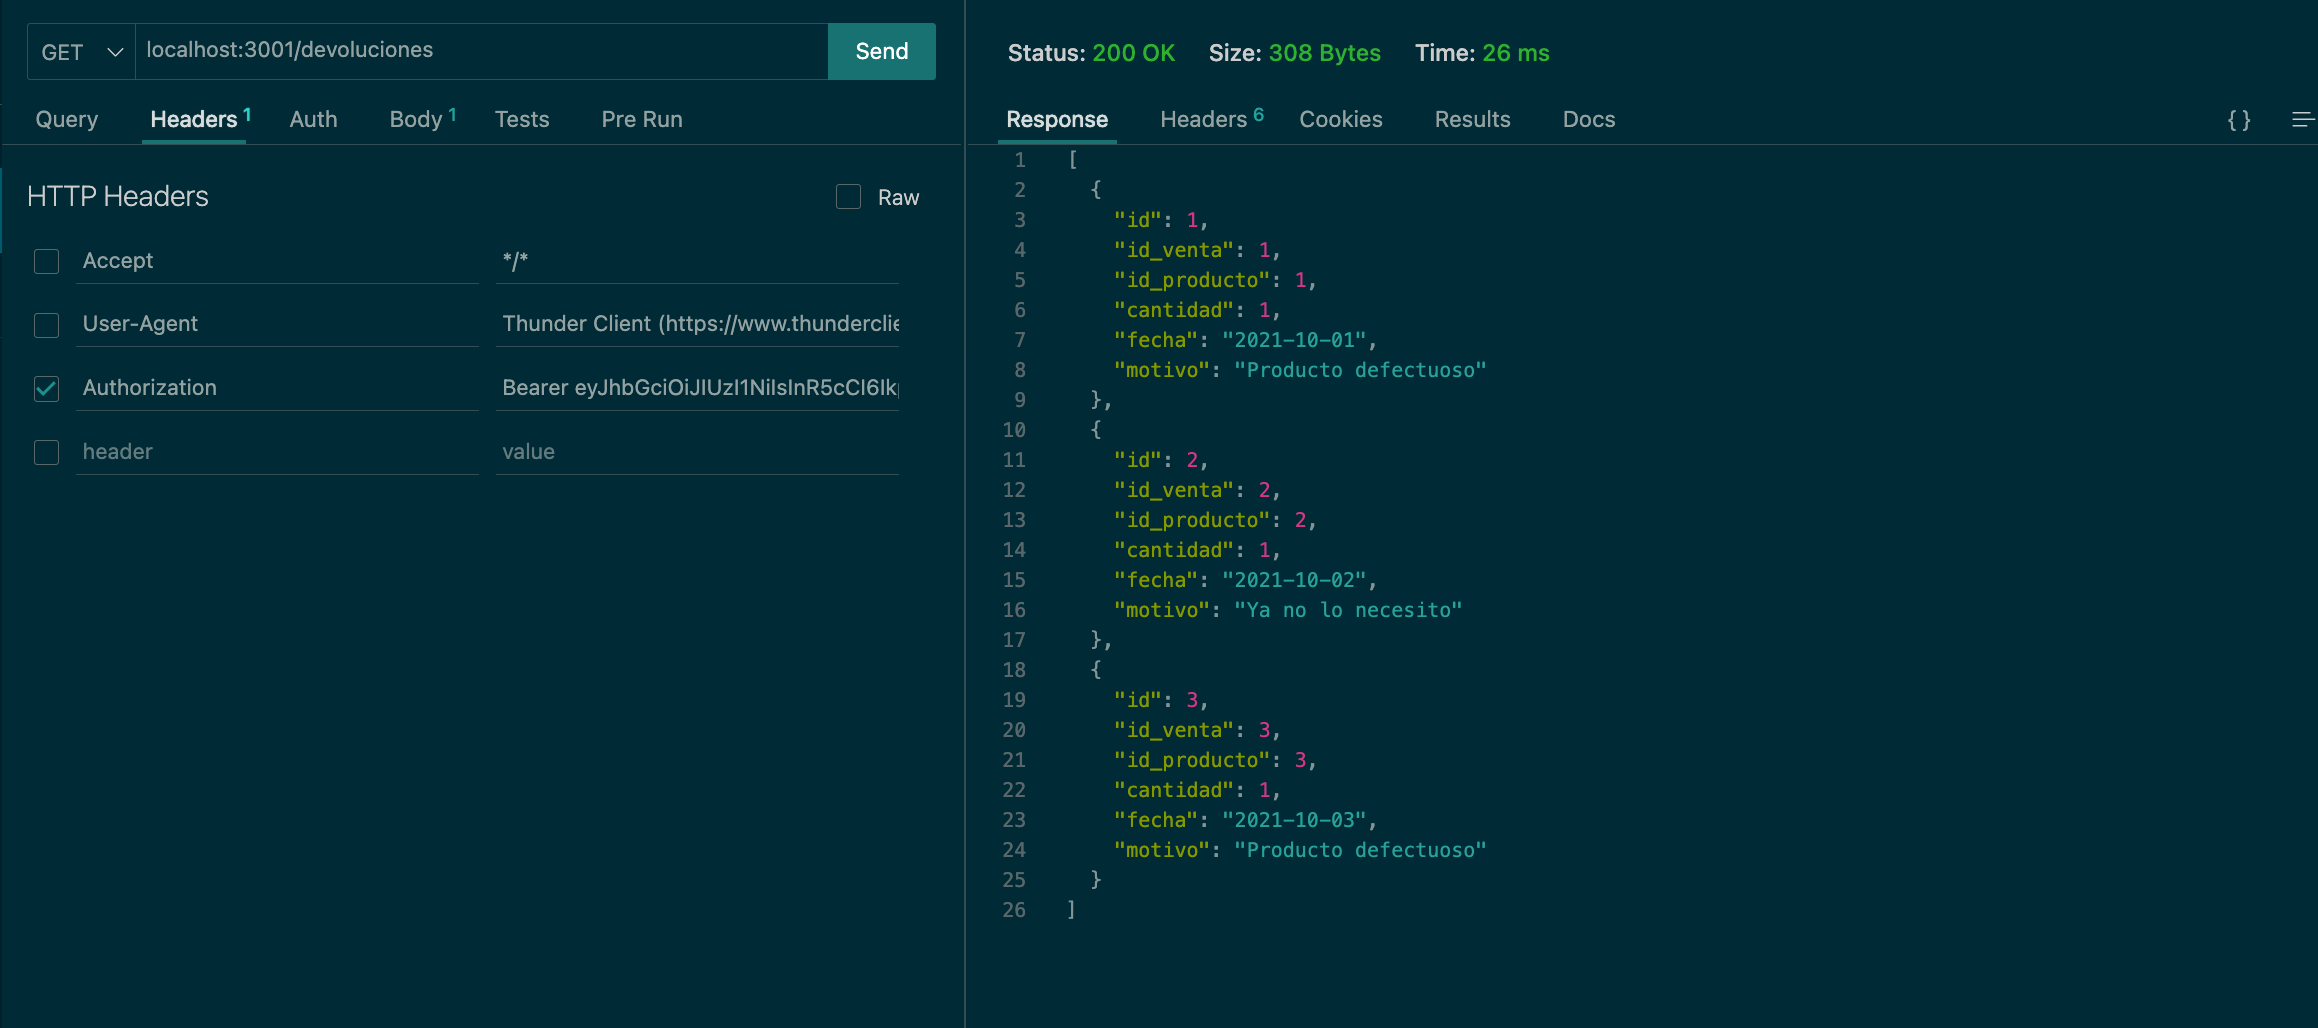 GET localhost:3001/devoluciones Send
Query Headers 1 Auth Body 1 Tests Pre Run
HTTP Headers Raw
Accept */*
User-Agent Thunder Client (https://www.thunderclie
Authorization Bearer eyJhbGciOiJIUzI1NiIsInR5cCI6Ikp
header value
Status: 200 OK Size: 308 Bytes Time: 26 ms
Response Headers 6 Cookies Results Docs {}
1 [
2 {
3 "id": 1,
4 "id_venta": 1,
5 "id_producto": 1,
6 "cantidad": 1,
7 "fecha": "2021-10-01",
8 "motivo": "Producto defectuoso"
9 },
10 {
11 "id": 2,
12 "id_venta": 2,
13 "id_producto": 2,
14 "cantidad": 1,
15 "fecha": "2021-10-02",
16 "motivo": "Ya no lo necesito"
17 },
18 {
19 "id": 3,
20 "id_venta": 3,
21 "id_producto": 3,
22 "cantidad": 1,
23 "fecha": "2021-10-03",
24 "motivo": "Producto defectuoso"
25 }
26 ]